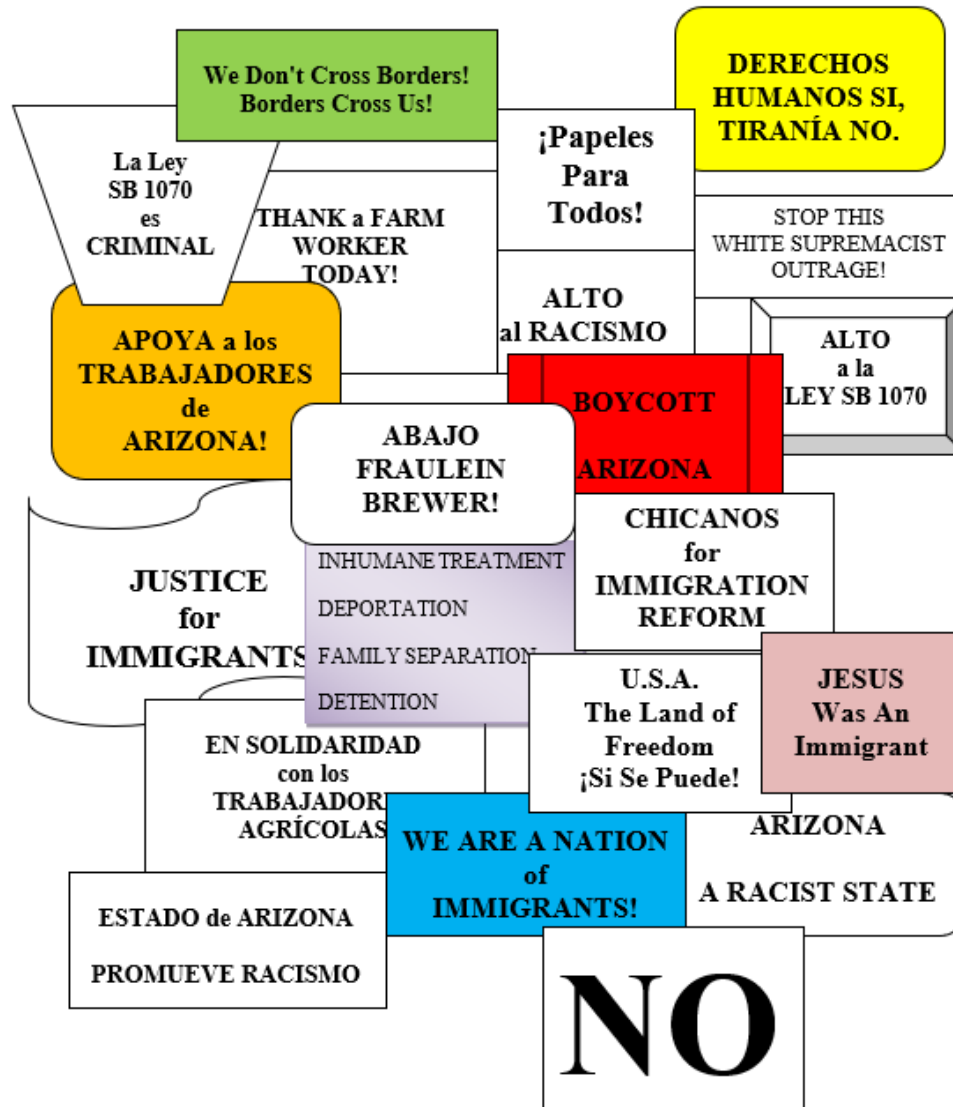 We Don't Cross Borders!
Borders Cross Us!
DERECHOS
HUMANOS SI,
TIRANÍA NO.
La Ley
SB 1070
es
CRIMINAL
THANK a FARM
WORKER
TODAY!
¡Papeles
Para
Todos!
STOP THIS
WHITE SUPREMACIST
OUTRAGE!
ALTO
al RACISMO
ALTO
a la
LEY SB 1070
APOYA a los
TRABAJADORES
de
ARIZONA!
BOYCOTT
ARIZONA
ABAJO
FRAULEIN
BREWER!
CHICANOS
for
IMMIGRATION
REFORM
JUSTICE
for
IMMIGRANTS
INHUMANE TREATMENT
DEPORTATION
FAMILY SEPARATION
DETENTION
U.S.A.
The Land of
Freedom
¡Si Se Puede!
JESUS
Was An
Immigrant
EN SOLIDARIDAD
con los
TRABAJADORE
AGRÍCOLAS
WE ARE A NATION
of
IMMIGRANTS!
ARIZONA
A RACIST STATE
ESTADO de ARIZONA
PROMUEVE RACISMO
NO